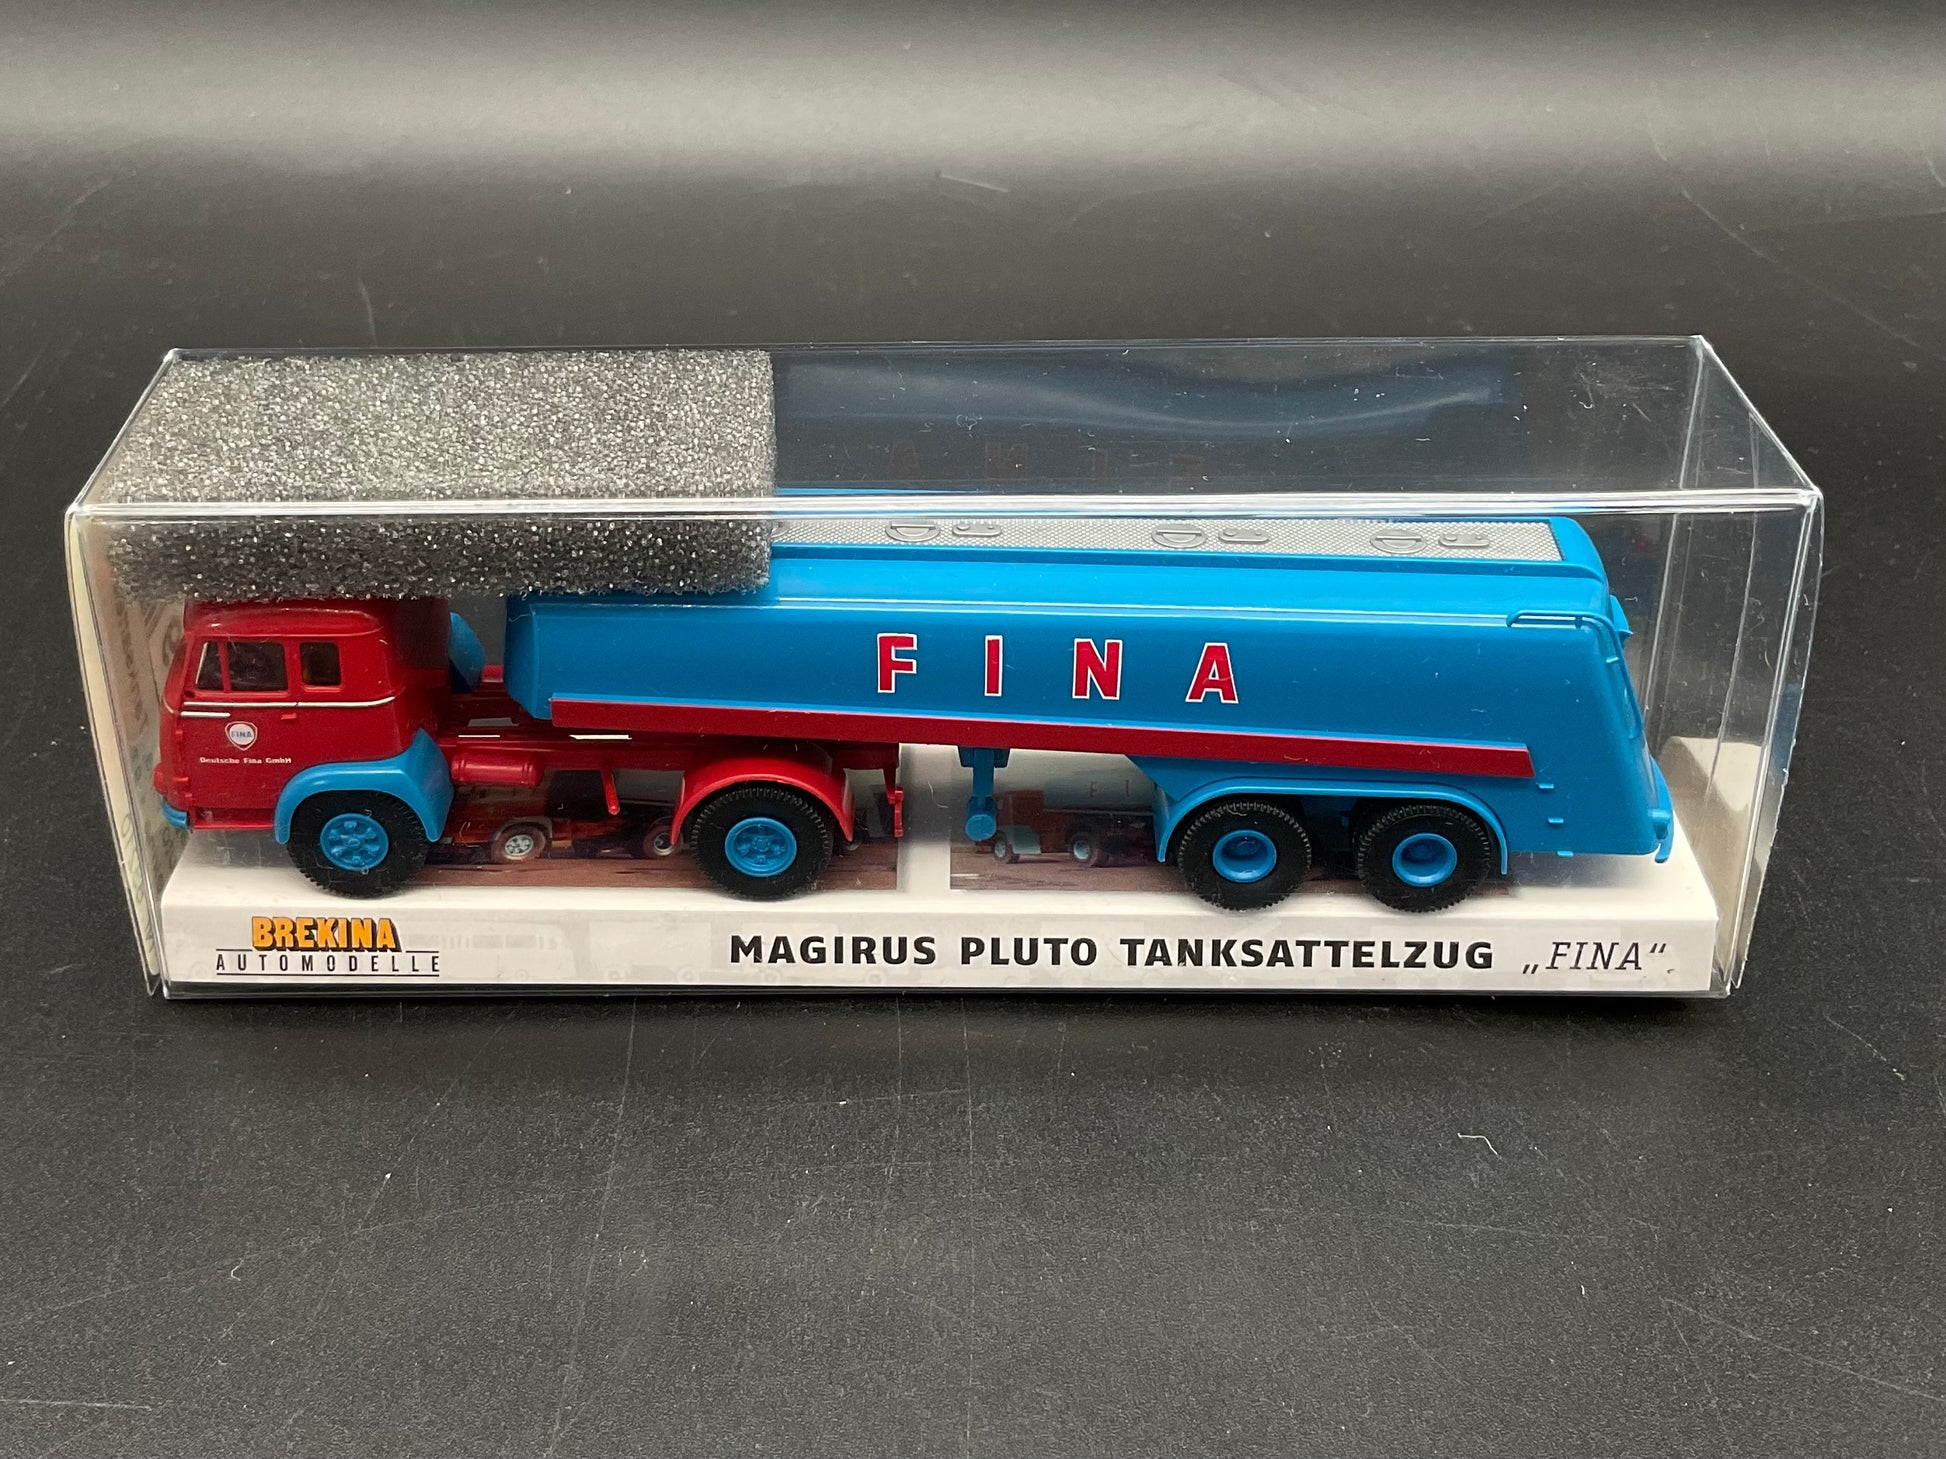 F I N A
FINA
Deutsche Fina GmbH
BREKINA
AUTOMODELLE
MAGIRUS PLUTO TANKSATTELZUG „FINA“